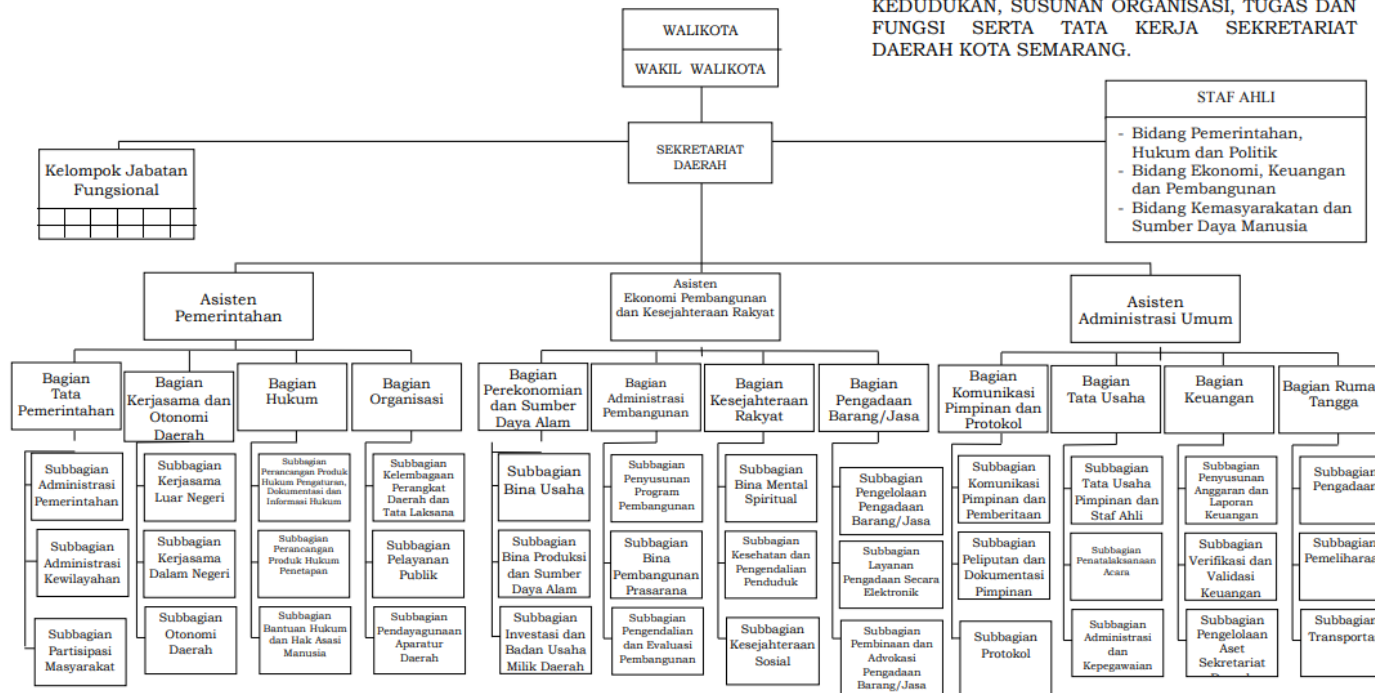 KEDUDUKAN, SUSUNAN ORGANISASI, TUGAS DAN
FUNGSI SERTA TATA KERJA SEKRETARIAT
DAERAH KOTA SEMARANG.
WALIKOTA
WAKIL WALIKOTA
SEKRETARIAT
DAERAH
STAF AHLI
- Bidang Pemerintahan,
Hukum dan Politik
- Bidang Ekonomi, Keuangan
dan Pembangunan
- Bidang Kemasyarakatan dan
Sumber Daya Manusia
Kelompok Jabatan
Fungsional
Asisten
Pemerintahan
Asisten
Ekonomi Pembangunan
dan Kesejahteraan Rakyat
Asisten
Administrasi Umum
Bagian
Tata
Pemerintahan
Bagian
Kerjasama dan
Otonomi
Daerah
Bagian
Hukum
Bagian
Organisasi
Bagian
Perekonomian
dan Sumber
Daya Alam
Bagian
Administrasi
Pembangunan
Bagian
Kesejahteraan
Rakyat
Bagian
Pengadaan
Barang/Jasa
Bagian
Komunikasi
Pimpinan dan
Protokol
Bagian
Tata Usaha
Bagian
Keuangan
Bagian Ruma
Tangga
Subbagian
Administrasi
Pemerintahan
Subbagian
Kerjasama
Luar Negeri
Subbagian
Perancangan Produk
Hukum Pengaturan,
Dokumentasi dan
Informasi Hukum
Subbagian
Kelembagaan
Perangkat
Daerah dan
Tata Laksana
Subbagian
Bina Usaha
Subbagian
Penyusunan
Program
Pembangunan
Subbagian
Bina Mental
Spiritual
Subbagian
Pengelolaan
Pengadaan
Barang/Jasa
Subbagian
Komunikasi
Pimpinan dan
Pemberitaan
Subbagian
Tata Usaha
Pimpinan dan
Staf Ahli
Subbagian
Penyusunan
Anggaran dan
Laporan
Keuangan
Subbagian
Pengadaan
Subbagian
Administrasi
Kewilayahan
Subbagian
Kerjasama
Dalam Negeri
Subbagian
Perancangan
Produk Hukum
Penetapan
Subbagian
Pelayanan
Publik
Subbagian
Bina Produksi
dan Sumber
Daya Alam
Subbagian
Bina
Pembangunan
Prasarana
Subbagian
Kesehatan dan
Pengendalian
Penduduk
Subbagian
Layanan
Pengadaan Secara
Elektronik
Subbagian
Peliputan dan
Dokumentasi
Pimpinan
Subbagian
Penatalaksanaan
Acara
Subbagian
Verifikasi dan
Validasi
Keuangan
Subbagian
Pemeliharaa
Subbagian
Partisipasi
Masyarakat
Subbagian
Otonomi
Daerah
Subbagian
Bantuan Hukum
dan Hak Asasi
Manusia
Subbagian
Pendayagunaan
Aparatur
Daerah
Subbagian
Investasi dan
Badan Usaha
Milik Daerah
Subbagian
Pengendalian
dan Evaluasi
Pembangunan
Subbagian
Kesejahteraan
Sosial
Subbagian
Pembinaan dan
Advokasi
Pengadaan
Barang/Jasa
Subbagian
Protokol
Subbagian
Administrasi
dan
Kepegawaian
Subbagian
Pengelolaan
Aset
Sekretariat
Subbagian
Transporta